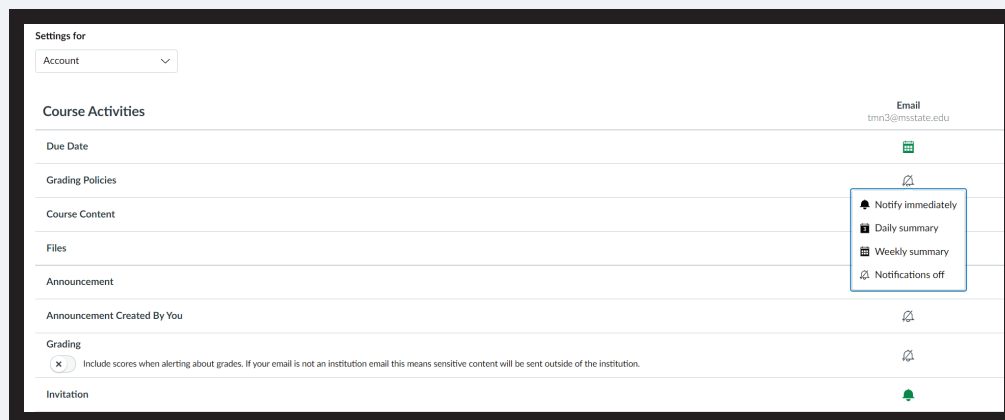 Settings for
Account
Course Activities
Email
tmn3@msstate.edu
Due Date
Grading Policies
Course Content
Files
Announcement
Announcement Created By You
Grading
Include scores when alerting about grades. If your email is not an institution email this means sensitive content will be sent outside of the institution.
Invitation
Notify immediately
Daily summary
Weekly summary
Notifications off